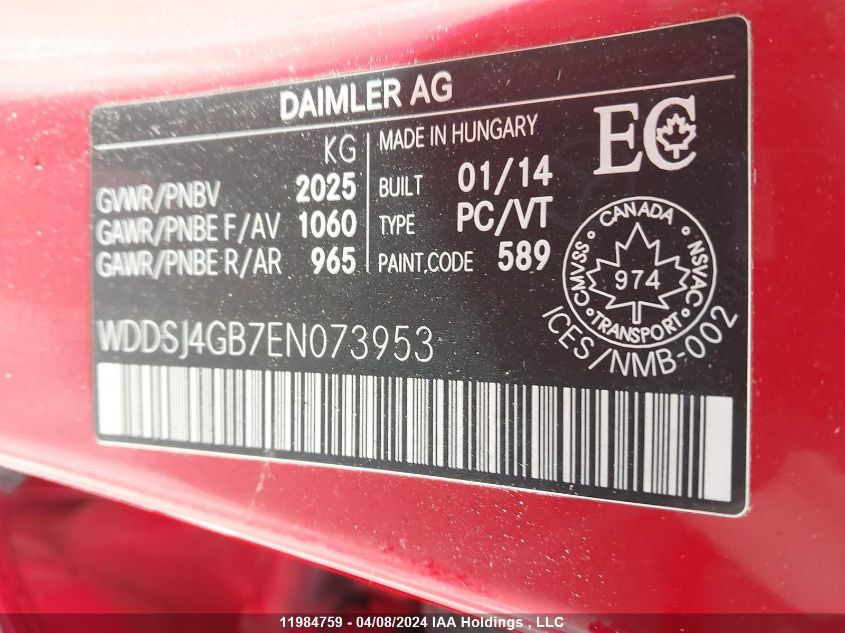 DAIMLER AG
KG
GVWR/PNBV 2025
GAWR/PNBE F/AV 1060
GAWR/PNBE R/AR 965
MADE IN HUNGARY
BUILT 01/14
TYPE PC/VT
PAINT.CODE 589
EC
CANADA
CMVSS NSVAC
974
TRANSPORT
ICES/NMB-002
WDDSJ4GB7EN073953
11984759 - 04/08/2024 IAA Holdings , LLC